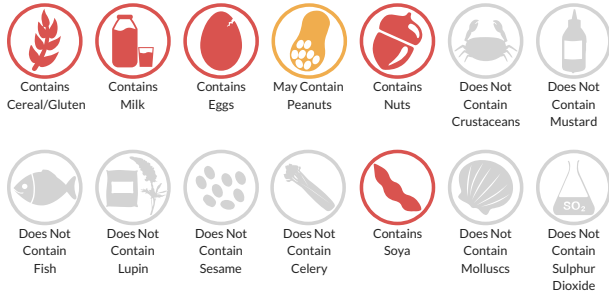 Contains
Cereal/Gluten
Contains
Milk
Contains
Eggs
May Contain
Peanuts
Contains
Nuts
Does Not
Contain
Crustaceans
Does Not
Contain
Mustard
Does Not
Contain
Fish
Does Not
Contain
Lupin
Does Not
Contain
Sesame
Does Not
Contain
Celery
Contains
Soya
Does Not
Contain
Molluscs
SO₂
Does Not
Contain
Sulphur
Dioxide